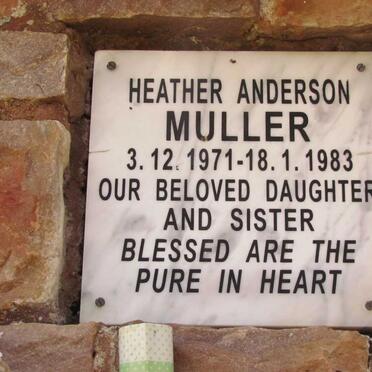 HEATHER ANDERSON
MULLER
3. 12. 1971-18. 1. 1983
OUR BELOVED DAUGHTER
AND SISTER
BLESSED ARE THE
PURE IN HEART